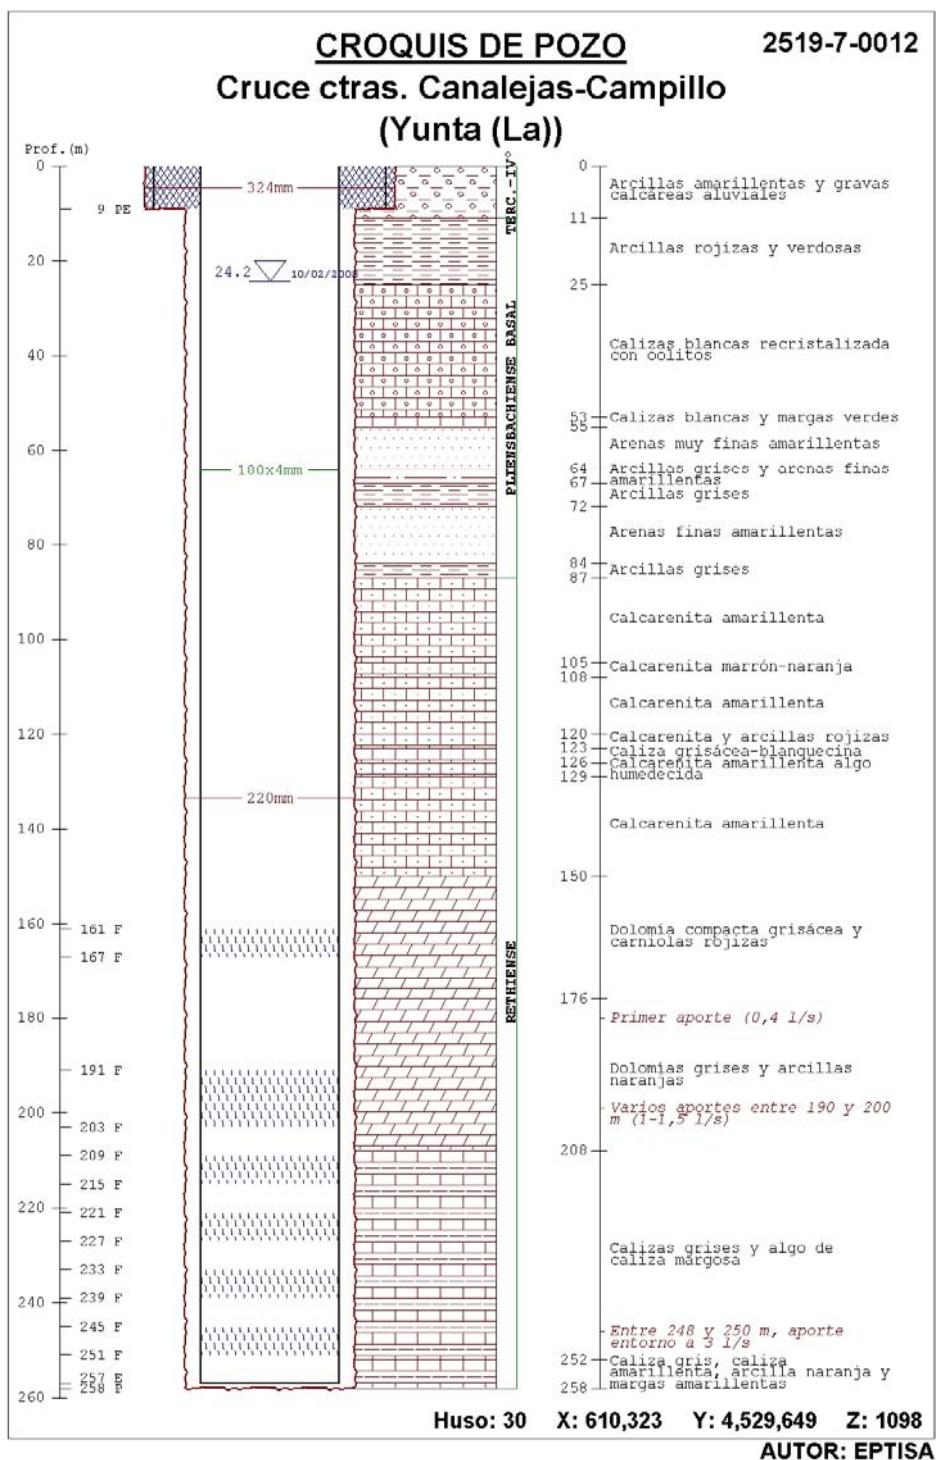 CROQUIS DE POZO
2519-7-0012
Cruce ctras. Canalejas-Campillo
(Yunta (La))
Prof.(m)
0
9 PE
20
40
60
80
100
120
140
160
161 F
167 F
180
191 F
200
203 F
209 F
215 F
220
221 F
227 F
233 F
239 F
240
245 F
251 F
257
258
260
324mm
24.2
10/02/2008
180x4mm
220mm
TERC.-IVº
PLIENSBACHIENSE BASAL
RETHIENSE
0
Arcillas amarillentas y gravas
calcáreas aluviales
11
Arcillas rojizas y verdosas
25
Calizas blancas recristalizada
con oolitos
53
Calizas blancas y margas verdes
55
Arenas muy finas amarillentas
64
Arcillas grises y arenas finas
amarillentas
67
Arcillas grises
72
Arenas finas amarillentas
84
Arcillas grises
87
Calcarenita amarillenta
105
Calcarenita marrón-naranja
108
Calcarenita amarillenta
120
Calcarenita y arcillas rojizas
123
Caliza grisácea-blanquecina
126
Calcarenita amarillenta algo
humedecida
129
Calcarenita amarillenta
150
Dolomía compacta grisácea y
carniolas rojizas
176
Primer aporte (0,4 l/s)
Dolomías grises y arcillas
naranjas
Varios aportes entre 190 y 200
m (1-1,5 l/s)
208
Calizas grises y algo de
caliza margosa
Entre 248 y 250 m, aporte
entorno a 3 l/s
252
Caliza gris, caliza
amarillenta, arcilla naranja y
margas amarillentas
258
Huso: 30 X: 610,323 Y: 4,529,649 Z: 1098
AUTOR: EPTISA